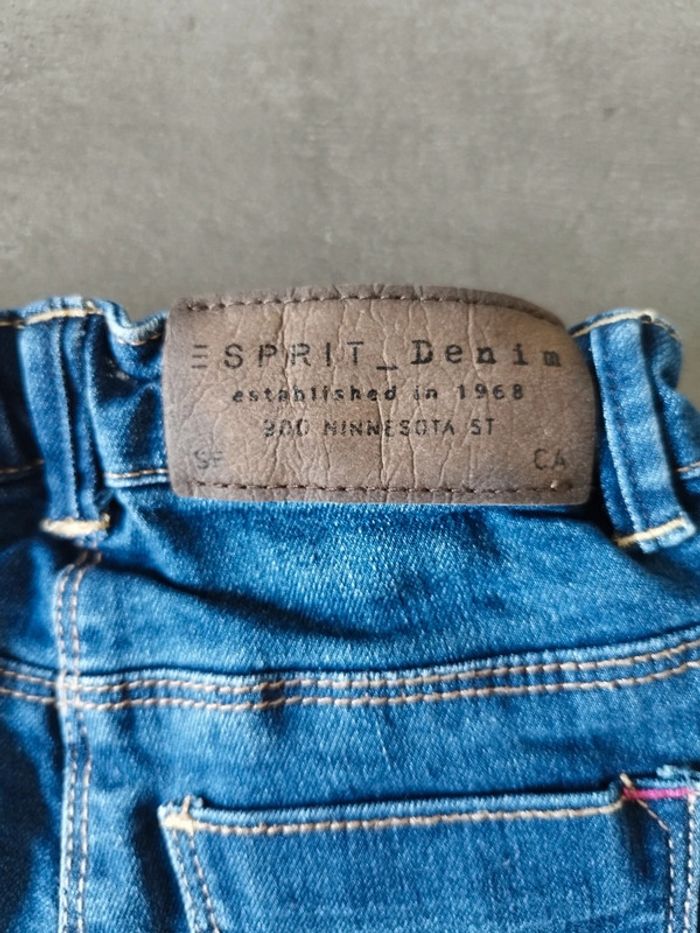 ESPRIT_Denim
established in 1968
900 MINNESOTA ST
SF CA